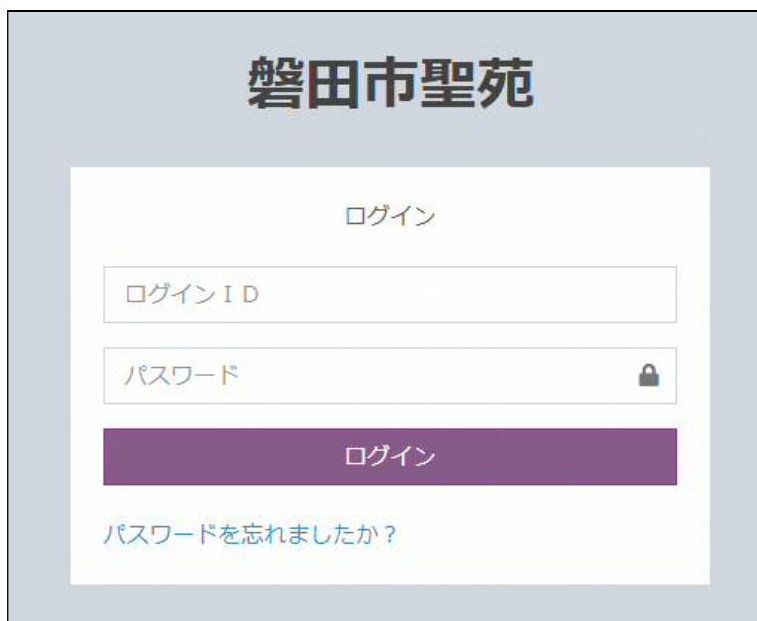 磐田市聖苑
ログイン
ログインＩＤ
パスワード
ログイン
パスワードを忘れましたか？